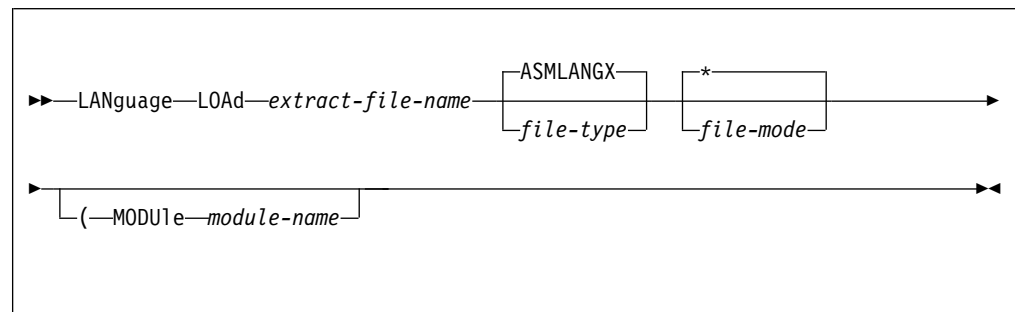 ASMLANGX *
►►—LANguage—LOAd—extract-file-name file-type file-mode ►
► (—MODUle—module-name ►◄